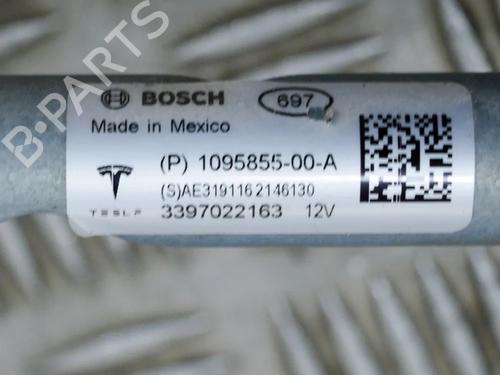 B-PARTS
BOSCH 697
Made in Mexico
(P) 1095855-00-A
(S)AE3191162146130
TESLA
3397022163 12V